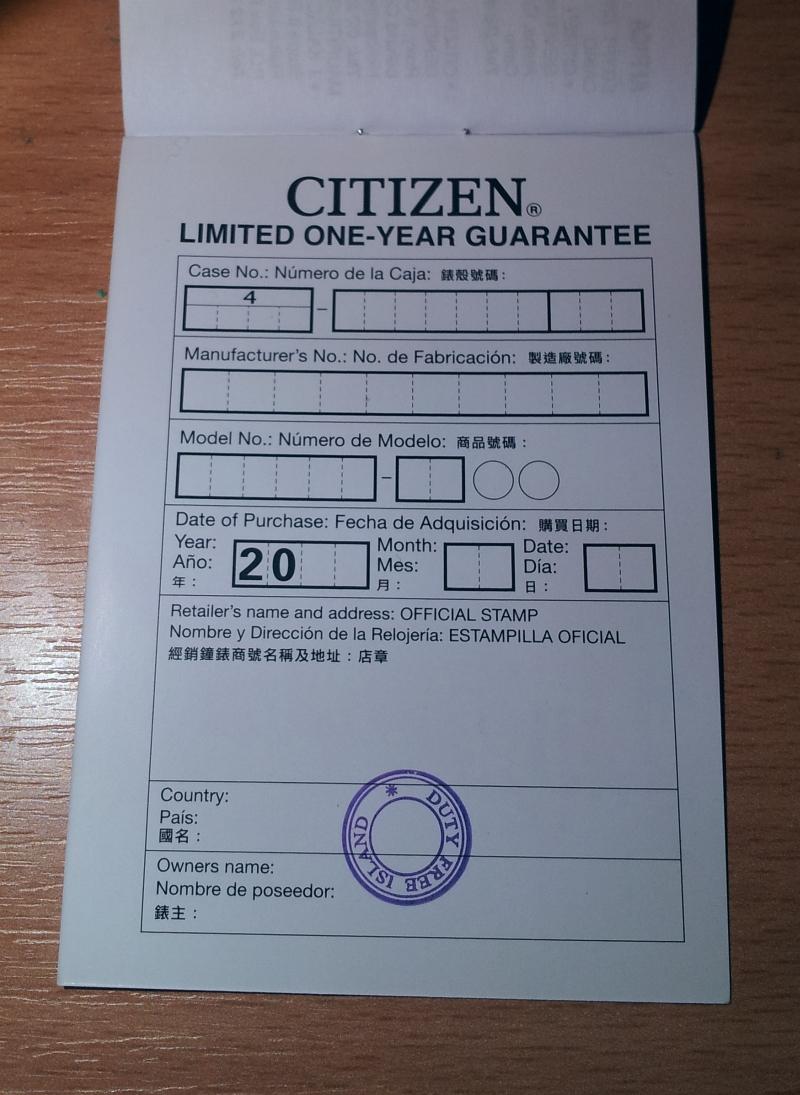 CITIZEN®
LIMITED ONE-YEAR GUARANTEE
Case No.: Número de la Caja: 錶殼號碼:
4 –
Manufacturer's No.: No. de Fabricación: 製造廠號碼:
Model No.: Número de Modelo: 商品號碼:
–
Date of Purchase: Fecha de Adquisición: 購買日期:
Year: Año: 年: 20 Month: Mes: 月: Date: Día: 日:
Retailer's name and address: OFFICIAL STAMP
Nombre y Dirección de la Relojería: ESTAMPILLA OFICIAL
經銷鐘錶商號名稱及地址:店章
Country:
País:
國名:
* DUTY FREE ISLAND
Owners name:
Nombre de poseedor:
錶主: